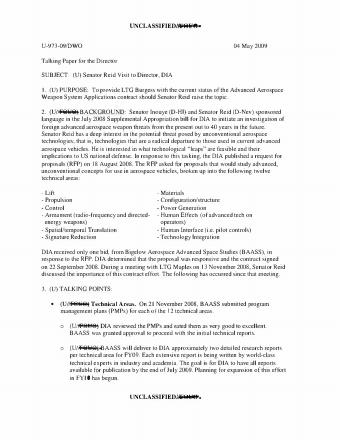 UNCLASSIFIED//
U-973-09/DWO 04 May 2009
Talking Paper for the Director
SUBJECT: (U) Senator Reid Visit to Director, DIA
1. (U) PURPOSE: To provide LTG Burgess with the current status of the Advanced Aerospace
Weapon System Applications contract should Senator Reid raise the topic.
2. (U// BACKGROUND: Senator Inouye (D-HI) and Senator Reid (D-Nev) sponsored
language in the July 2008 Supplemental Appropriation bill for DIA to initiate an investigation of
foreign advanced aerospace weapon threats from the present out to 40 years in the future.
Senator Reid has a deep interest in the potential threat posed by unconventional aerospace
technologies, that is, technologies that are a radical departure to those used in current advanced
aerospace vehicles. He is interested in what technological "leaps" are feasible and their
implications to US national defense. In response to this tasking, the DIA published a request for
proposals (RFP) on 18 August 2008. The RFP asked for proposals that would study advanced,
unconventional concepts for use in aerospace vehicles, broken up into the following twelve
technical areas:
- Lift - Materials
- Propulsion - Configuration/structure
- Control - Power Generation
- Armament (radio-frequency and directed- - Human Effects (of advanced tech on
energy weapons) operators)
- Spatial/temporal Translation - Human Interface (i.e. pilot controls)
- Signature Reduction - Technology Integration
DIA received only one bid, from Bigelow Aerospace Advanced Space Studies (BAASS), in
response to the RFP. DIA determined that the proposal was responsive and the contract signed
on 22 September 2008. During a meeting with LTG Maples on 13 November 2008, Senator Reid
discussed the importance of this contract effort. The following has occurred since that meeting.
3. (U) TALKING POINTS:
• (U// Technical Areas. On 21 November 2008, BAASS submitted program
management plans (PMPs) for each of the 12 technical areas.
o (U// DIA reviewed the PMPs and rated them as very good to excellent.
BAASS was granted approval to proceed with the initial technical reports.
o (U// BAASS will deliver to DIA approximately two detailed research reports
per technical area for FY09. Each extensive report is being written by world-class
technical experts in industry and academia. The goal is for DIA to have all reports
available for publication by the end of July 2009. Planning for expansion of this effort
in FY10 has begun.
UNCLASSIFIED//